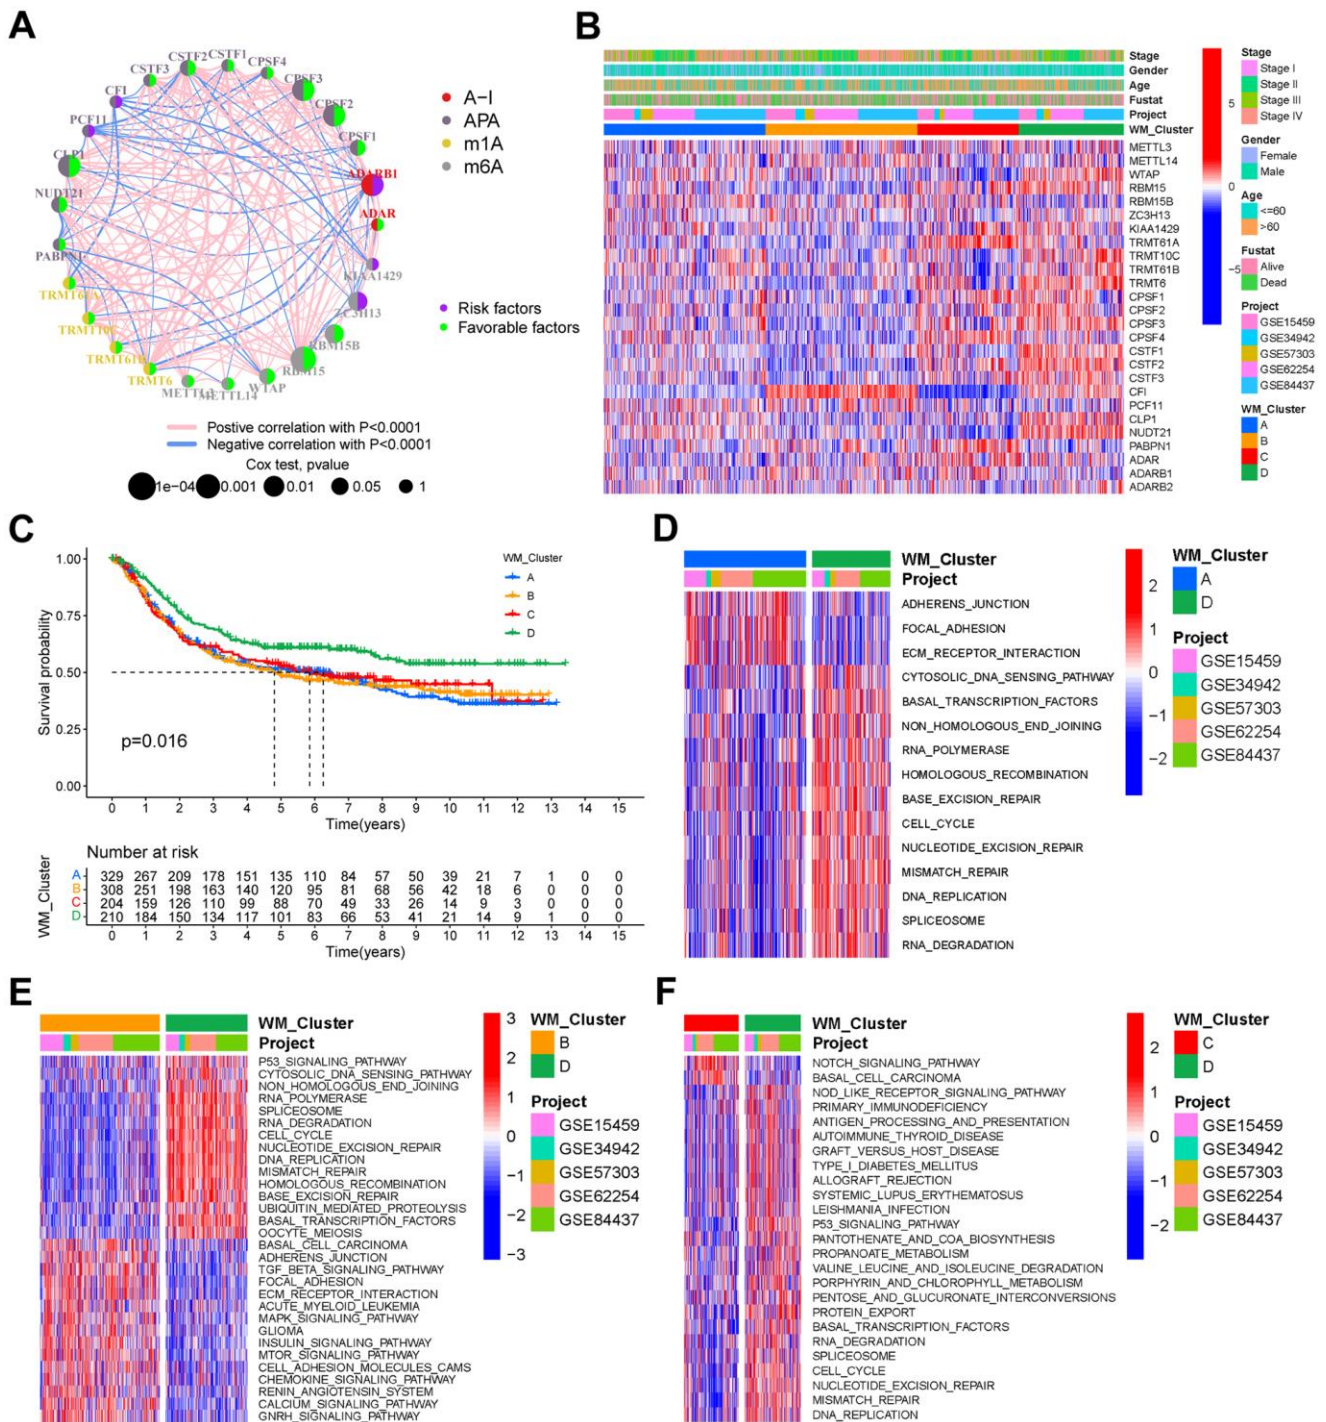 A
CSTF2
CSTF1
CPSF4
CSTF3
CPSF3
CFI
CPSF2
PCF11
CPSF1
CLP1
ADARB1
NUDT21
ADAR
PABPN1
KIAA1429
TRMT61A
ZC3H13
TRMT10C
RBM15B
TRMT61B
RBM15
TRMT6
WTAP
METTL3
METTL14
A-I
APA
m1A
m6A
Risk factors
Favorable factors
Postive correlation with P<0.0001
Negative correlation with P<0.0001
Cox test, pvalue
1e-04 0.001 0.01 0.05 1
B
Stage
Gender
Age
Fustat
Project
WM_Cluster
METTL3
METTL14
WTAP
RBM15
RBM15B
ZC3H13
KIAA1429
TRMT61A
TRMT10C
TRMT61B
TRMT6
CPSF1
CPSF2
CPSF3
CPSF4
CSTF1
CSTF2
CSTF3
CFI
PCF11
CLP1
NUDT21
PABPN1
ADAR
ADARB1
ADARB2
5
0
−5
Stage
Stage I
Stage II
Stage III
Stage IV
Gender
Female
Male
Age
<=60
>60
Fustat
Alive
Dead
Project
GSE15459
GSE34942
GSE57303
GSE62254
GSE84437
WM_Cluster
A
B
C
D
C
Survival probability
1.00
0.75
0.50
0.25
0.00
p=0.016
WM_Cluster
A
B
C
D
0 1 2 3 4 5 6 7 8 9 10 11 12 13 14 15
Time(years)
Number at risk
WM_Cluster
A 329 267 209 178 151 135 110 84 57 50 39 21 7 1 0 0
B 308 251 198 163 140 120 95 81 68 56 42 18 6 0 0 0
C 204 159 126 110 99 88 70 49 33 26 14 9 3 0 0 0
D 210 184 150 134 117 101 83 66 53 41 21 14 9 1 0 0
0 1 2 3 4 5 6 7 8 9 10 11 12 13 14 15
Time(years)
D
WM_Cluster
Project
ADHERENS_JUNCTION
FOCAL_ADHESION
ECM_RECEPTOR_INTERACTION
CYTOSOLIC_DNA_SENSING_PATHWAY
BASAL_TRANSCRIPTION_FACTORS
NON_HOMOLOGOUS_END_JOINING
RNA_POLYMERASE
HOMOLOGOUS_RECOMBINATION
BASE_EXCISION_REPAIR
CELL_CYCLE
NUCLEOTIDE_EXCISION_REPAIR
MISMATCH_REPAIR
DNA_REPLICATION
SPLICEOSOME
RNA_DEGRADATION
2
1
0
−1
−2
WM_Cluster
A
D
Project
GSE15459
GSE34942
GSE57303
GSE62254
GSE84437
E
WM_Cluster
Project
P53_SIGNALING_PATHWAY
CYTOSOLIC_DNA_SENSING_PATHWAY
NON_HOMOLOGOUS_END_JOINING
RNA_POLYMERASE
SPLICEOSOME
RNA_DEGRADATION
CELL_CYCLE
NUCLEOTIDE_EXCISION_REPAIR
DNA_REPLICATION
MISMATCH_REPAIR
HOMOLOGOUS_RECOMBINATION
BASE_EXCISION_REPAIR
UBIQUITIN_MEDIATED_PROTEOLYSIS
BASAL_TRANSCRIPTION_FACTORS
OOCYTE_MEIOSIS
BASAL_CELL_CARCINOMA
ADHERENS_JUNCTION
TGF_BETA_SIGNALING_PATHWAY
FOCAL_ADHESION
ECM_RECEPTOR_INTERACTION
ACUTE_MYELOID_LEUKEMIA
MAPK_SIGNALING_PATHWAY
GLIOMA
INSULIN_SIGNALING_PATHWAY
MTOR_SIGNALING_PATHWAY
CELL_ADHESION_MOLECULES_CAMS
CHEMOKINE_SIGNALING_PATHWAY
RENIN_ANGIOTENSIN_SYSTEM
CALCIUM_SIGNALING_PATHWAY
GNRH_SIGNALING_PATHWAY
3
2
1
0
−1
−2
−3
WM_Cluster
B
D
Project
GSE15459
GSE34942
GSE57303
GSE62254
GSE84437
F
WM_Cluster
Project
NOTCH_SIGNALING_PATHWAY
BASAL_CELL_CARCINOMA
NOD_LIKE_RECEPTOR_SIGNALING_PATHWAY
PRIMARY_IMMUNODEFICIENCY
ANTIGEN_PROCESSING_AND_PRESENTATION
AUTOIMMUNE_THYROID_DISEASE
GRAFT_VERSUS_HOST_DISEASE
TYPE_I_DIABETES_MELLITUS
ALLOGRAFT_REJECTION
SYSTEMIC_LUPUS_ERYTHEMATOSUS
LEISHMANIA_INFECTION
P53_SIGNALING_PATHWAY
PANTOTHENATE_AND_COA_BIOSYNTHESIS
PROPANOATE_METABOLISM
VALINE_LEUCINE_AND_ISOLEUCINE_DEGRADATION
PORPHYRIN_AND_CHLOROPHYLL_METABOLISM
PENTOSE_AND_GLUCURONATE_INTERCONVERSIONS
PROTEIN_EXPORT
BASAL_TRANSCRIPTION_FACTORS
RNA_DEGRADATION
SPLICEOSOME
CELL_CYCLE
NUCLEOTIDE_EXCISION_REPAIR
MISMATCH_REPAIR
DNA_REPLICATION
2
1
0
−1
−2
WM_Cluster
C
D
Project
GSE15459
GSE34942
GSE57303
GSE62254
GSE84437